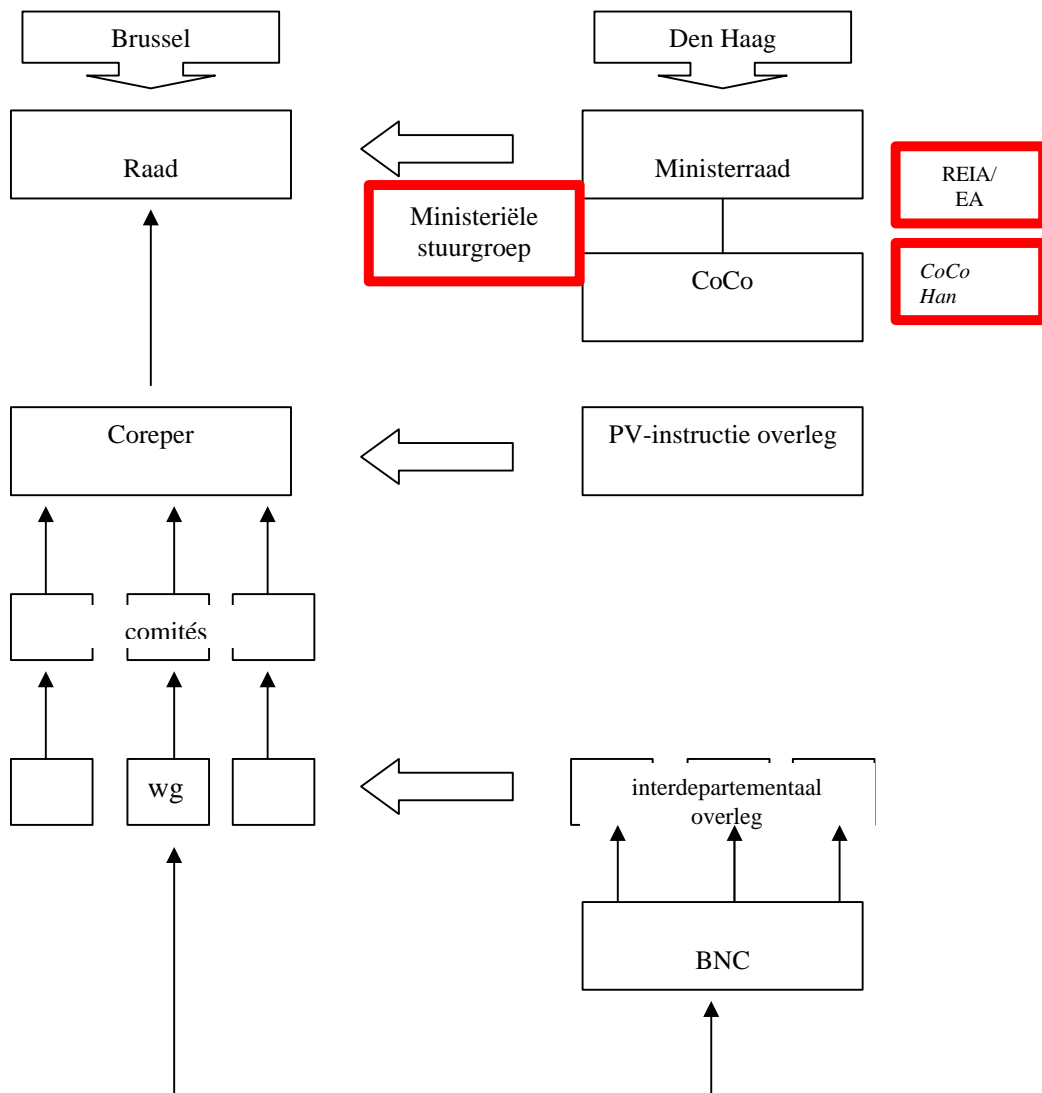 Brussel
Den Haag
Raad
Ministerraad
REIA/
EA
Ministeriële
stuurgroep
CoCo
CoCo
Han
Coreper
PV-instructie overleg
comités
wg
interdepartementaal
overleg
BNC